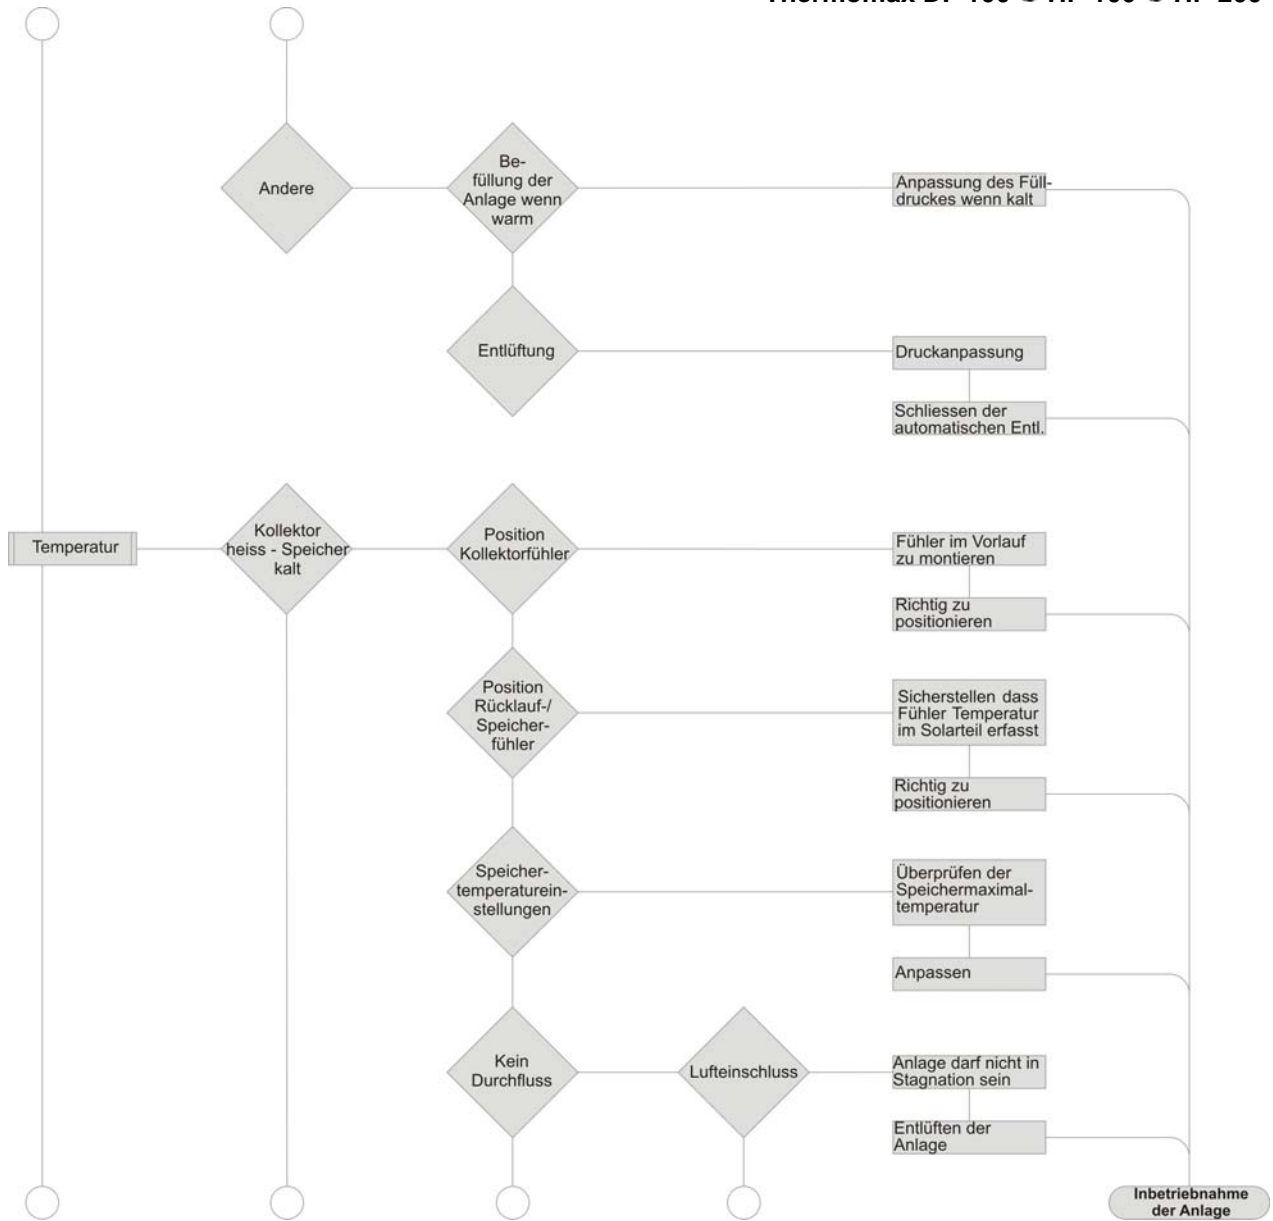 Andere
Be-
füllung der
Anlage wenn
warm
Anpassung des Füll-
druckes wenn kalt
Entlüftung
Druckanpassung
Schliessen der
automatischen Entl.
Temperatur
Kollektor
heiss - Speicher
kalt
Position
Kollektorfühler
Fühler im Vorlauf
zu montieren
Richtig zu
positionieren
Position
Rücklauf-/
Speicher-
fühler
Sicherstellen dass
Fühler Temperatur
im Solarteil erfasst
Richtig zu
positionieren
Speicher-
temperaturein-
stellungen
Überprüfen der
Speichermaximal-
temperatur
Anpassen
Kein
Durchfluss
Lufteinschluss
Anlage darf nicht in
Stagnation sein
Entlüften der
Anlage
Inbetriebnahme
der Anlage